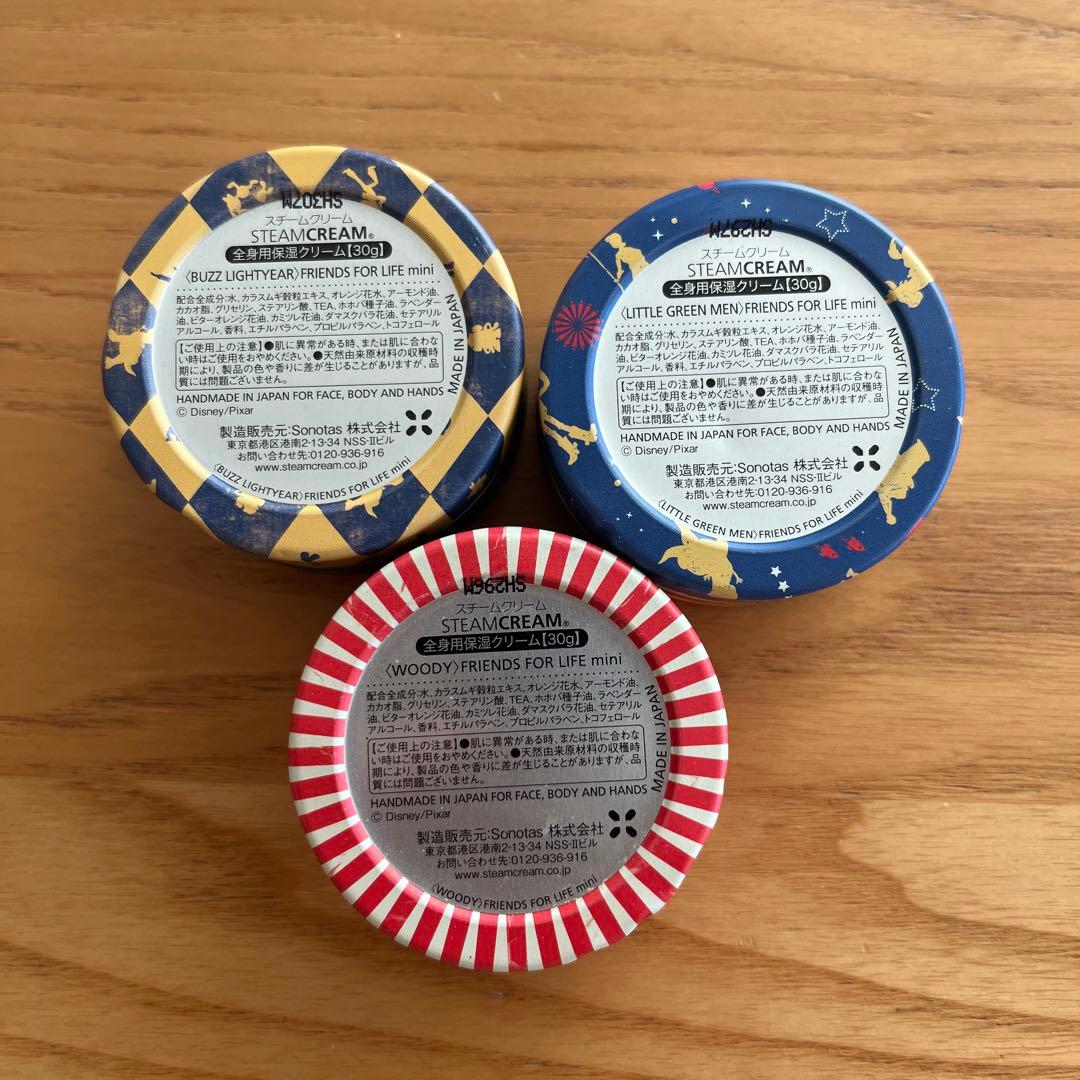 SH307M
スチームクリーム
STEAMCREAM®
全身用保湿クリーム【30g】
〈BUZZ LIGHTYEAR〉FRIENDS FOR LIFE mini
配合全成分:水、カラスムギ穀粒エキス、オレンジ花水、アーモンド油、
カカオ脂、グリセリン、ステアリン酸、TEA、ホホバ種子油、ラベンダー
油、ビターオレンジ花油、カミツレ花油、ダマスクバラ花油、セテアリル
アルコール、香料、エチルパラベン、プロピルパラベン、トコフェロール
【ご使用上の注意】●肌に異常がある時、または肌に合わな
い時はご使用をおやめください。●天然由来原材料の収穫時
期により、製品の色や香りに差が生じることがありますが、品
質には問題ございません。
HANDMADE IN JAPAN FOR FACE, BODY AND HANDS
© Disney/Pixar
MADE IN JAPAN
製造販売元:Sonotas 株式会社
東京都港区港南2-13-34 NSS-Ⅱビル
お問い合わせ先:0120-936-916
www.steamcream.co.jp
〈BUZZ LIGHTYEAR〉FRIENDS FOR LIFE mini
SH297M
スチームクリーム
STEAMCREAM®
全身用保湿クリーム【30g】
〈LITTLE GREEN MEN〉FRIENDS FOR LIFE mini
配合全成分:水、カラスムギ穀粒エキス、オレンジ花水、アーモンド油、
カカオ脂、グリセリン、ステアリン酸、TEA、ホホバ種子油、ラベンダー
油、ビターオレンジ花油、カミツレ花油、ダマスクバラ花油、セテアリル
アルコール、香料、エチルパラベン、プロピルパラベン、トコフェロール
【ご使用上の注意】●肌に異常がある時、または肌に合わな
い時はご使用をおやめください。●天然由来原材料の収穫時
期により、製品の色や香りに差が生じることがありますが、品
質には問題ございません。
HANDMADE IN JAPAN FOR FACE, BODY AND HANDS
© Disney/Pixar
MADE IN JAPAN
製造販売元:Sonotas 株式会社
東京都港区港南2-13-34 NSS-Ⅱビル
お問い合わせ先:0120-936-916
www.steamcream.co.jp
〈LITTLE GREEN MEN〉FRIENDS FOR LIFE mini
SH296M
スチームクリーム
STEAMCREAM®
全身用保湿クリーム【30g】
〈WOODY〉FRIENDS FOR LIFE mini
配合全成分:水、カラスムギ穀粒エキス、オレンジ花水、アーモンド油、
カカオ脂、グリセリン、ステアリン酸、TEA、ホホバ種子油、ラベンダー
油、ビターオレンジ花油、カミツレ花油、ダマスクバラ花油、セテアリル
アルコール、香料、エチルパラベン、プロピルパラベン、トコフェロール
【ご使用上の注意】●肌に異常がある時、または肌に合わな
い時はご使用をおやめください。●天然由来原材料の収穫時
期により、製品の色や香りに差が生じることがありますが、品
質には問題ございません。
HANDMADE IN JAPAN FOR FACE, BODY AND HANDS
© Disney/Pixar
MADE IN JAPAN
製造販売元:Sonotas 株式会社
東京都港区港南2-13-34 NSS-Ⅱビル
お問い合わせ先:0120-936-916
www.steamcream.co.jp
〈WOODY〉FRIENDS FOR LIFE mini